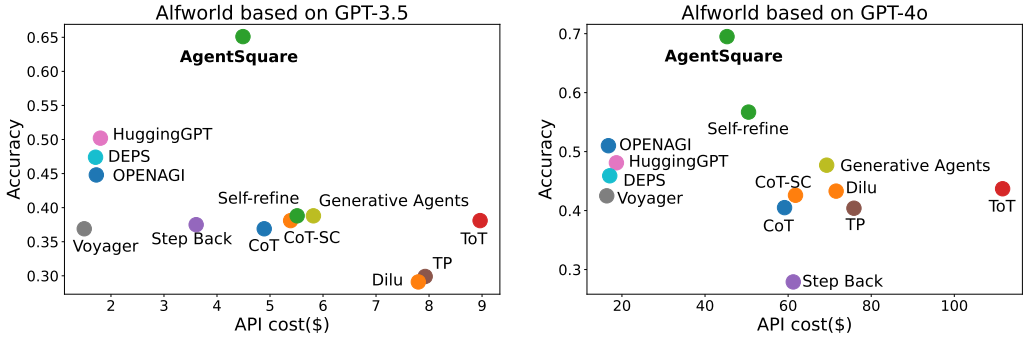 Alfworld based on GPT-3.5
Accuracy
0.65
0.60
0.55
0.50
0.45
0.40
0.35
0.30
AgentSquare
HuggingGPT
DEPS
OPENAGI
Self-refine
Generative Agents
Voyager
Step Back
CoT
CoT-SC
ToT
TP
Dilu
2
3
4
5
6
7
8
9
API cost($)
Alfworld based on GPT-4o
Accuracy
0.7
0.6
0.5
0.4
0.3
AgentSquare
Self-refine
OPENAGI
HuggingGPT
DEPS
Voyager
Generative Agents
CoT-SC
Dilu
CoT
TP
ToT
Step Back
20
40
60
80
100
API cost($)